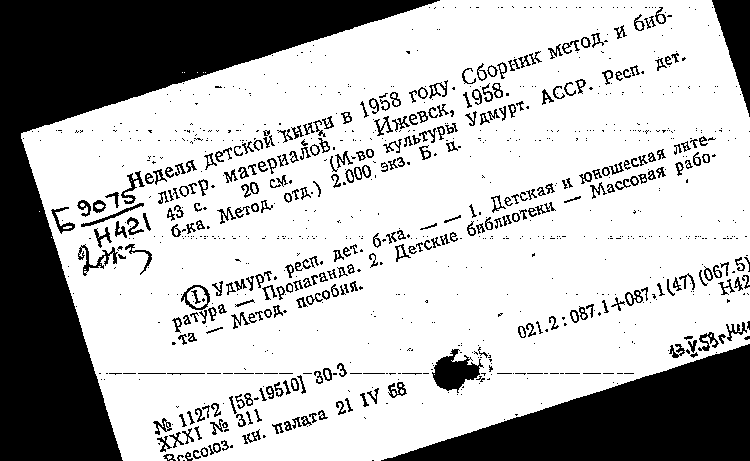 Неделя детской книги в 1958 году. Сборник метод. и биб-
лиогр. материалов. Ижевск, 1958.
43 с. 20 см. (М-во культуры Удмурт. АССР. Респ. дет.
б-ка. Метод. отд.) 2.000 экз. Б. ц.
Б 9075
Н421
2 экз
I. Удмурт. респ. дет. б-ка. — — 1. Детская и юношеская лите-
ратура — Пропаганда. 2. Детские библиотеки — Массовая рабо-
та — Метод. пособия.
021.2:087.1+087.1(47)(067.5)
Н42
№ 11272 [58-19510] 30-3
XXXI № 311
Всесоюз. кн. палата 21 IV 58